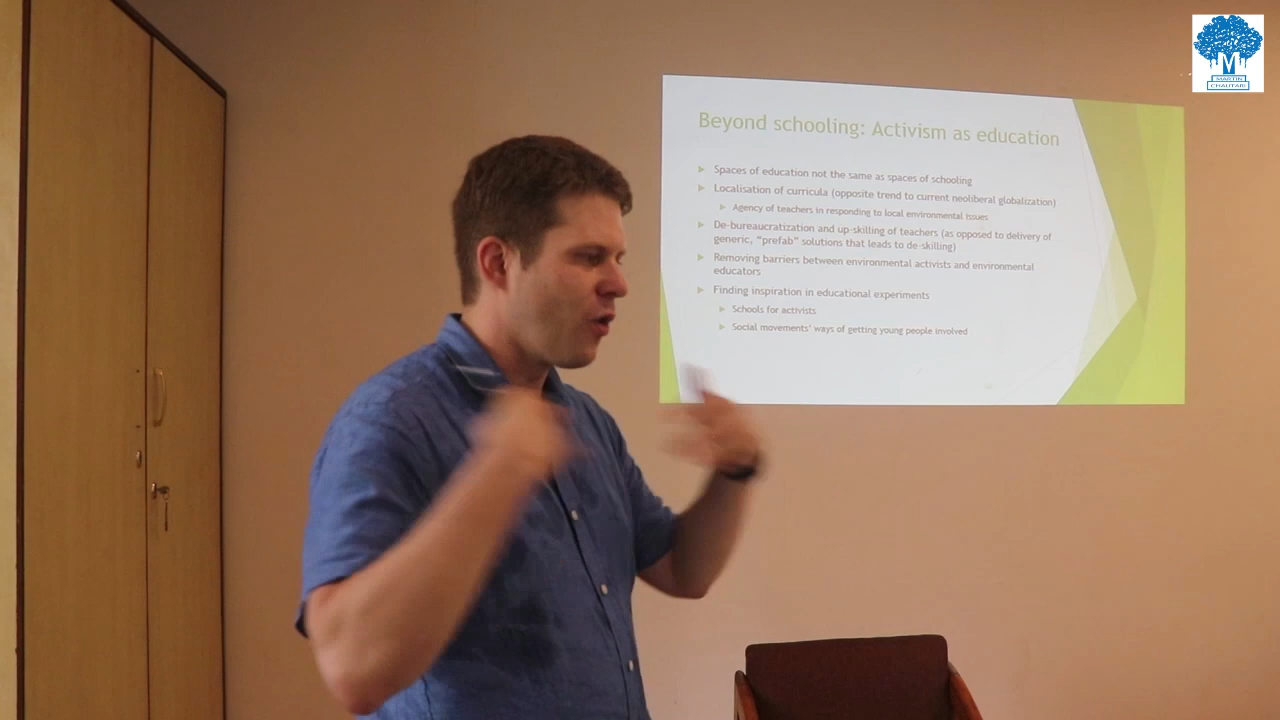 M
MARTIN
CHAUTARI
Beyond schooling: Activism as education
Spaces of education not the same as spaces of schooling
Localisation of curricula (opposite trend to current neoliberal globalization)
Agency of teachers in responding to local environmental issues
De-bureaucratization and up-skilling of teachers (as opposed to delivery of
generic, “prefab” solutions that leads to de-skilling)
Removing barriers between environmental activists and environmental
educators
Finding inspiration in educational experiments
Schools for activists
Social movements’ ways of getting young people involved